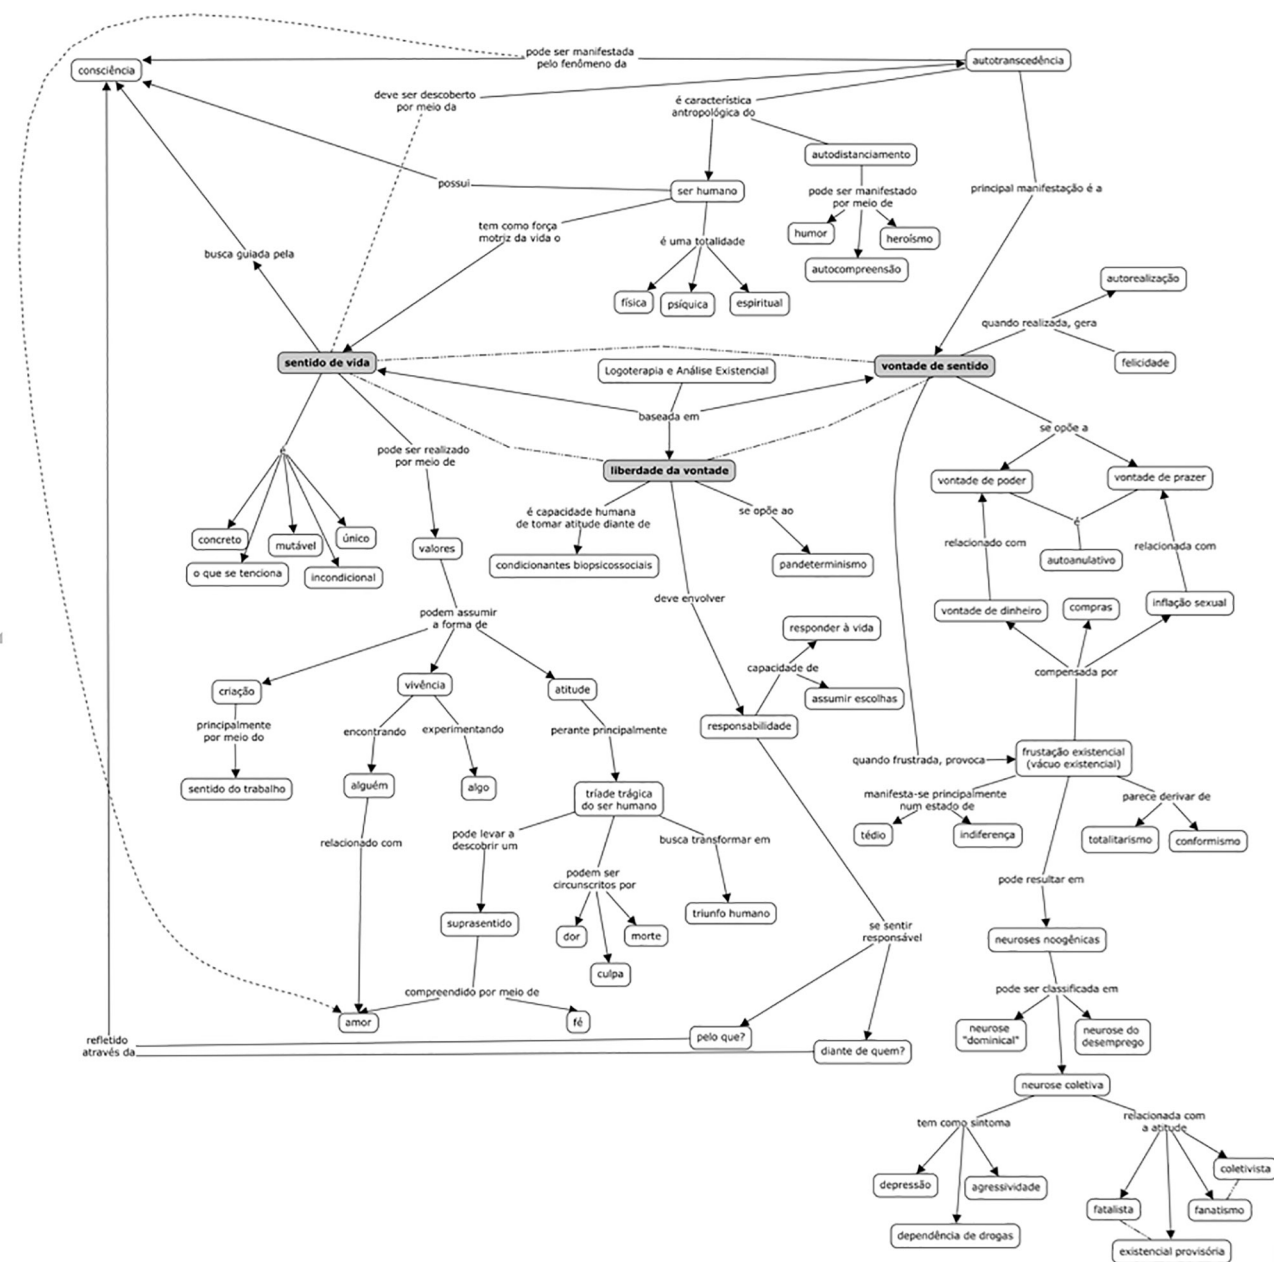 pode ser manifestada
pelo fenômeno da
consciência
autotranscedência
deve ser descoberto
por meio da
é característica
antropológica do
autodistanciamento
possui
ser humano
pode ser manifestado
por meio de
principal manifestação é a
tem como força
motriz da vida o
é uma totalidade
humor
heroísmo
autocompreensão
busca guiada pela
física
psíquica
espiritual
autorealização
quando realizada, gera
felicidade
sentido de vida
Logoterapia e Análise Existencial
vontade de sentido
baseada em
se opõe a
pode ser realizado
por meio de
é
liberdade da vontade
vontade de poder
vontade de prazer
é capacidade humana
de tomar atitude diante de
se opõe ao
é
concreto
mutável
único
valores
relacionado com
relacionada com
autoanulativo
o que se tenciona
incondicional
condicionantes biopsicossociais
pandeterminismo
deve envolver
vontade de dinheiro
compras
inflação sexual
podem assumir
a forma de
responder à vida
capacidade de
compensada por
criação
vivência
atitude
assumir escolhas
principalmente
por meio do
encontrando
experimentando
perante principalmente
responsabilidade
quando frustrada, provoca
frustação existencial
(vácuo existencial)
sentido do trabalho
alguém
algo
tríade trágica
do ser humano
manifesta-se principalmente
num estado de
parece derivar de
relacionado com
pode levar a
descobrir um
busca transformar em
tédio
indiferença
totalitarismo
conformismo
podem ser
circunscritos por
pode resultar em
suprasentido
triunfo humano
dor
morte
se sentir
responsável
neuroses noogênicas
culpa
compreendido por meio de
pode ser classificada em
amor
fé
refletido
através da
pelo que?
diante de quem?
neurose
"dominical"
neurose do
desemprego
neurose coletiva
tem como sintoma
relacionada com
a atitude
depressão
agressividade
coletivista
fatalista
fanatismo
dependência de drogas
existencial provisória